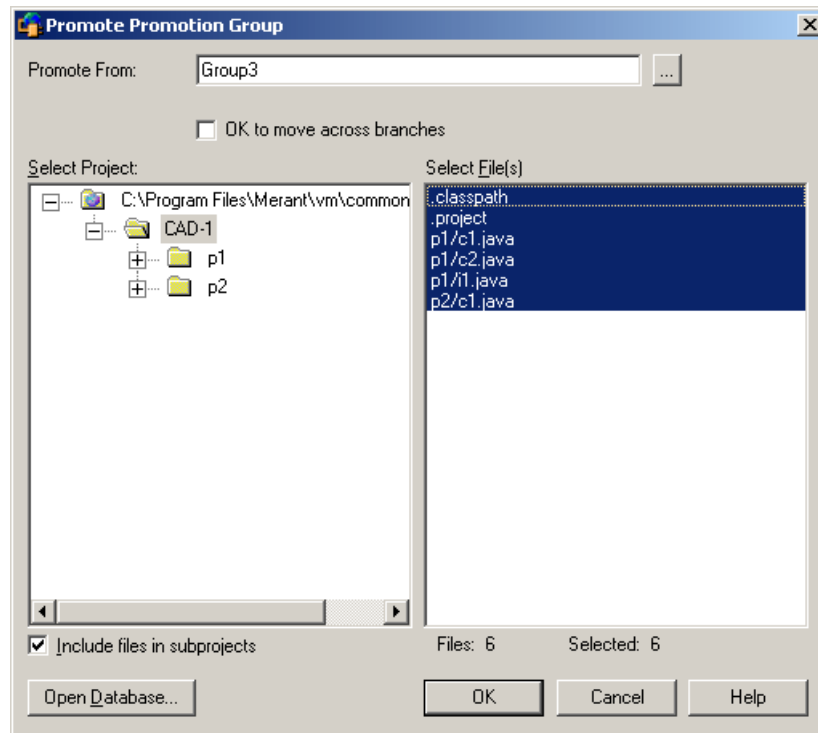 Promote Promotion Group
Promote From: Group3 ...
OK to move across branches
Select Project:
C:\Program Files\Merant\vm\common
CAD-1
p1
p2
Include files in subprojects
Select File(s)
.classpath
.project
p1/c1.java
p1/c2.java
p1/i1.java
p2/c1.java
Files: 6 Selected: 6
Open Database... OK Cancel Help